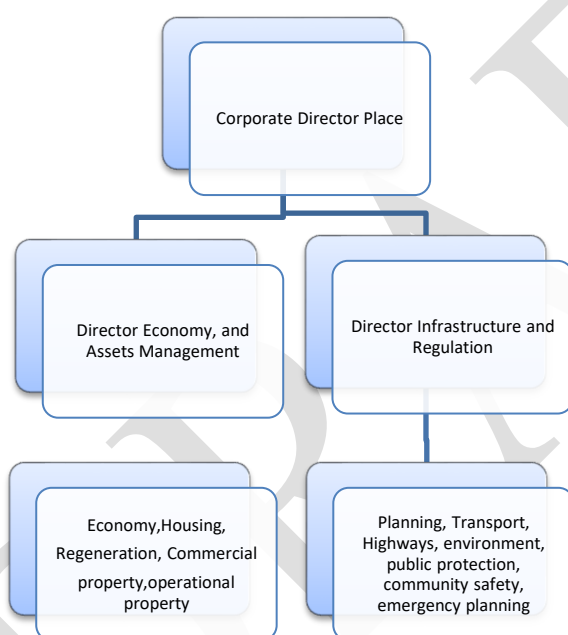 Corporate Director Place
Director Economy, and
Assets Management
Director Infrastructure and
Regulation
Economy,Housing,
Regeneration, Commercial
property,operational
property
Planning, Transport,
Highways, environment,
public protection,
community safety,
emergency planning